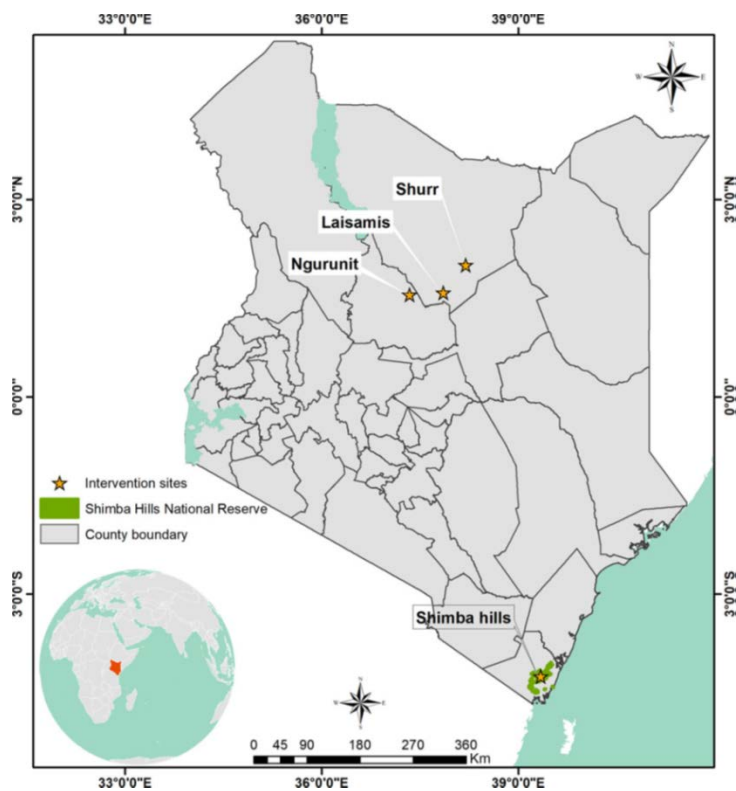 33°0'0"E 36°0'0"E 39°0'0"E
N
W E
S
3°0'0"N 3°0'0"N
Shurr
Laisamis
Ngurunit
0°0'0" 0°0'0"
Intervention sites
Shimba Hills National Reserve
County boundary
3°0'0"S 3°0'0"S
Shimba hills
N
W E
S
0 45 90 180 270 360
Km
33°0'0"E 36°0'0"E 39°0'0"E